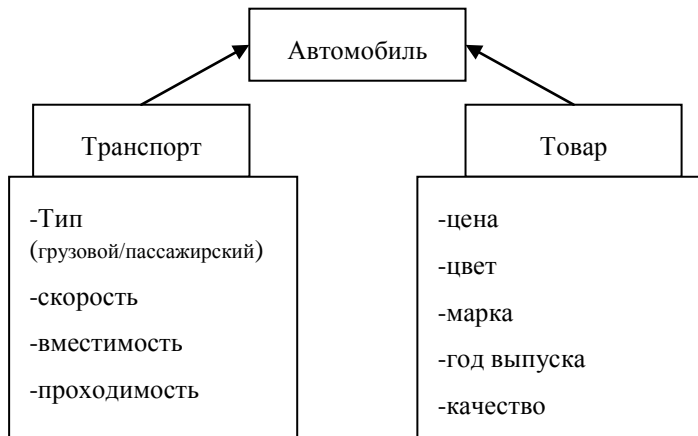 Автомобиль
Транспорт
-Тип
(грузовой/пассажирский)
-скорость
-вместимость
-проходимость
Товар
-цена
-цвет
-марка
-год выпуска
-качество